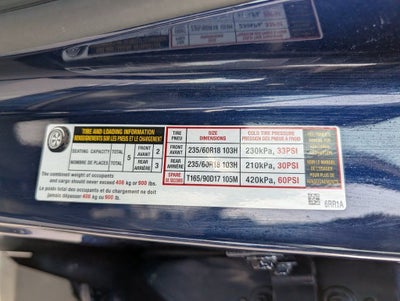 TIRE AND LOADING INFORMATION
RENSEIGNEMENTS SUR LES PNEUS ET LE CHARGEMENT
SEATING CAPACITY TOTAL 5 FRONT AVANT 2
NOMBRE DE PLACES TOTAL REAR ARRIÈRE 3
The combined weight of occupants
and cargo should never exceed 408 kg or 900 lbs.
Le poids total des occupants et du chargement ne doit
jamais dépasser 408 kg ou 900 lb.
TIRE PNEU SIZE DIMENSIONS COLD TIRE PRESSURE PRESSION DES PNEUS À FROID
FRONT AVANT 235/60R18 103H 230kPa, 33PSI
REAR ARRIÈRE 235/60R18 103H 210kPa, 30PSI
SPARE DE SECOURS T165/90D17 105M 420kPa, 60PSI
6RR1A